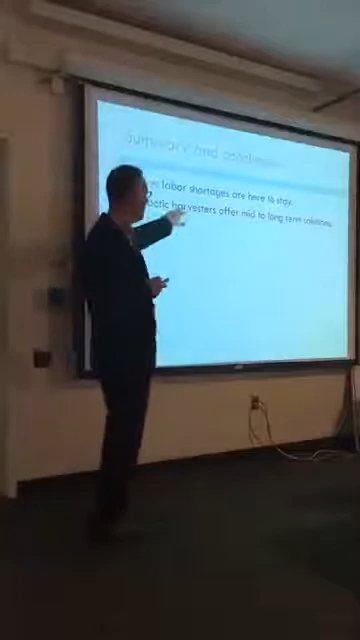 Summary and conclusions
labor shortages are here to stay.
harvesters offer mid to long term solutions.